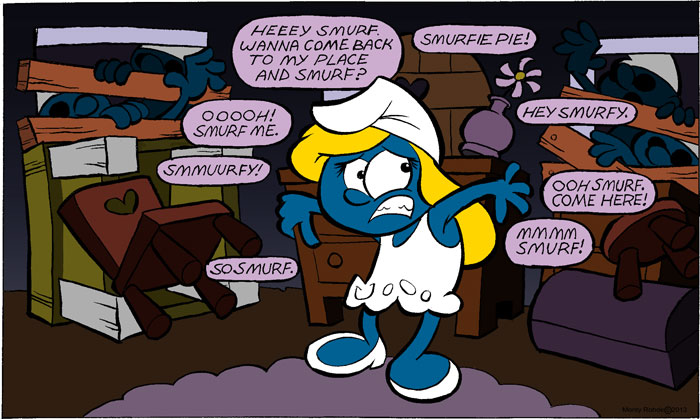 HEEEY SMURF.
WANNA COME BACK
TO MY PLACE
AND SMURF?
SMURFIE PIE!
OOOOH!
SMURF ME.
HEY SMURFY.
SMMUURFY!
OOH SMURF.
COME HERE!
MMMM
SMURF!
SO SMURF.